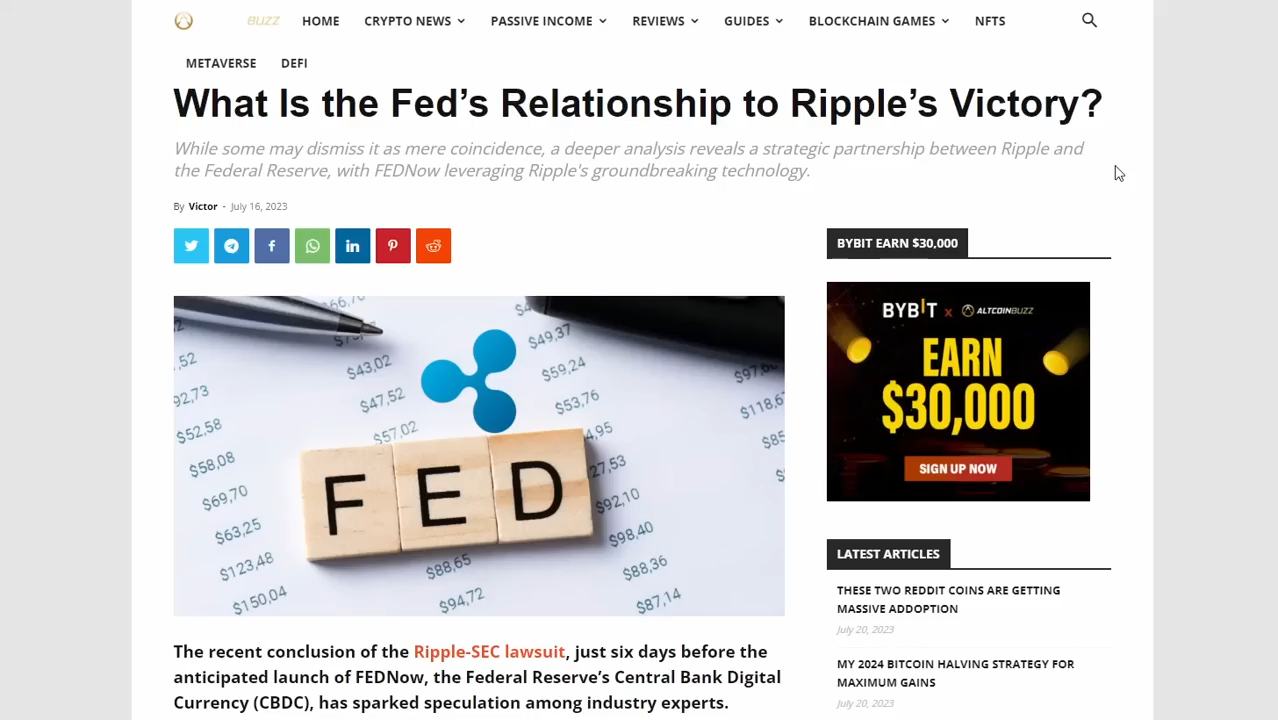 BUZZ HOME CRYPTO NEWS PASSIVE INCOME REVIEWS GUIDES BLOCKCHAIN GAMES NFTS
METAVERSE DEFI
What Is the Fed's Relationship to Ripple's Victory?
While some may dismiss it as mere coincidence, a deeper analysis reveals a strategic partnership between Ripple and
the Federal Reserve, with FEDNow leveraging Ripple's groundbreaking technology.
By Victor - July 16, 2023
BYBIT EARN $30,000
BYBIT x ALTCOINBUZZ
EARN
$30,000
SIGN UP NOW
$43,02
$47,52
$57,02
$49,37
$59,24
$53,76
,52
92,73
$52,58
$58,08
$69,70
$63,25
$123,48
$150,04
FED
4,95
27,53
$92,10
$98,40
$88,36
$87,14
$88,65
$94,72
LATEST ARTICLES
THESE TWO REDDIT COINS ARE GETTING
MASSIVE ADDOPTION
July 20, 2023
MY 2024 BITCOIN HALVING STRATEGY FOR
MAXIMUM GAINS
July 20, 2023
The recent conclusion of the Ripple-SEC lawsuit, just six days before the
anticipated launch of FEDNow, the Federal Reserve's Central Bank Digital
Currency (CBDC), has sparked speculation among industry experts.